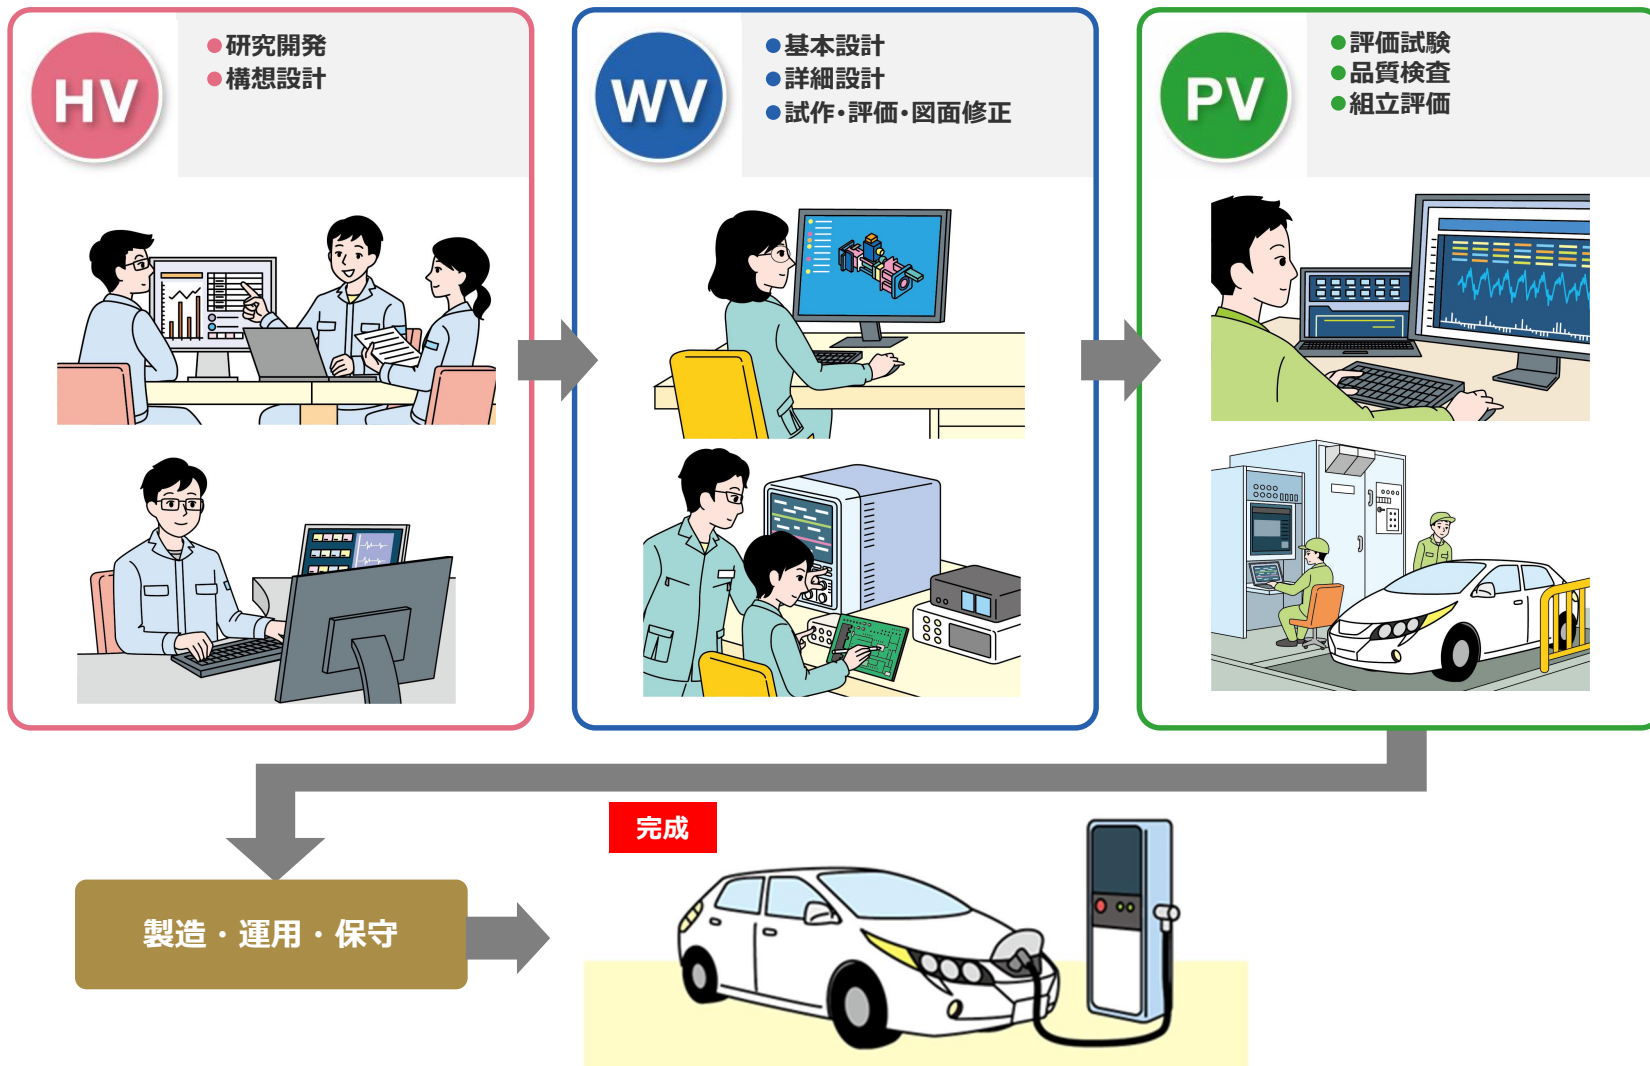 HV
●研究開発
●構想設計
WV
●基本設計
●詳細設計
●試作・評価・図面修正
PV
●評価試験
●品質検査
●組立評価
完成
製造・運用・保守